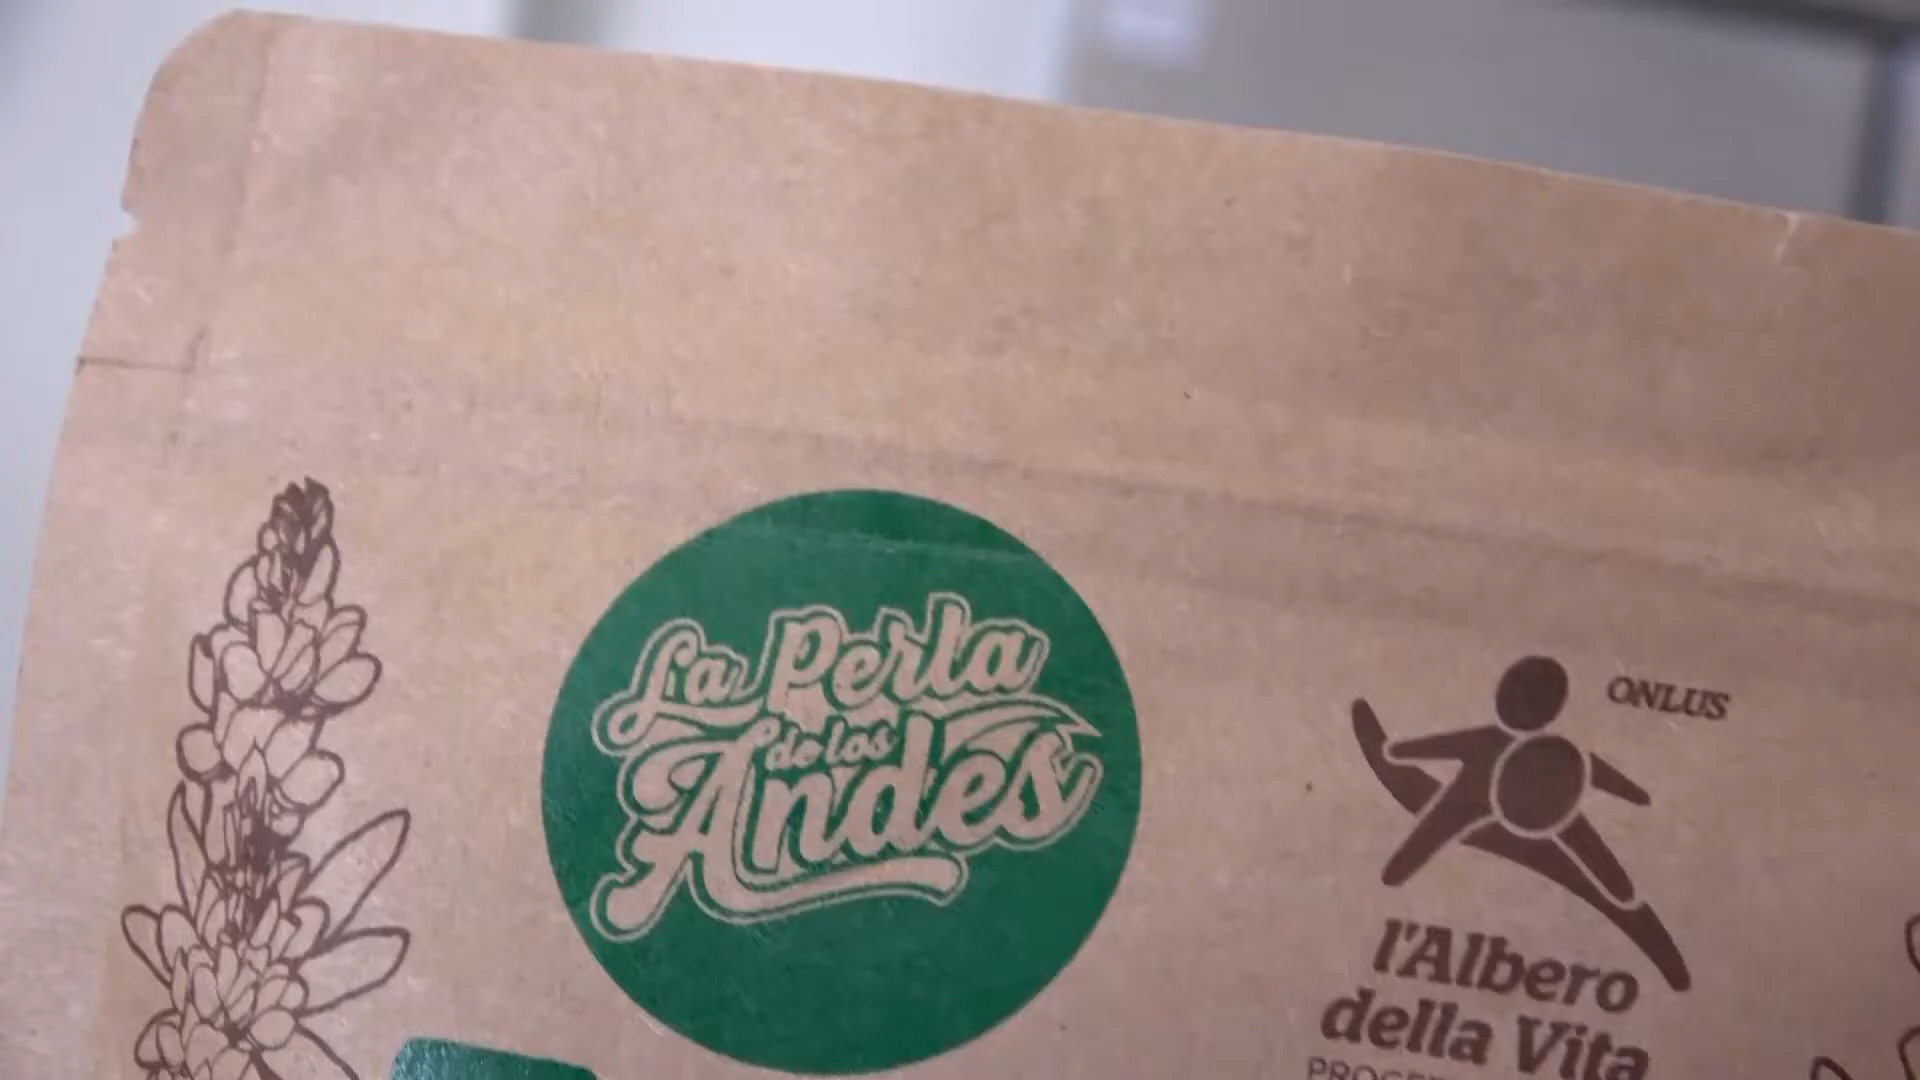 La Perla
de los
Andes
ONLUS
l'Albero
della Vita